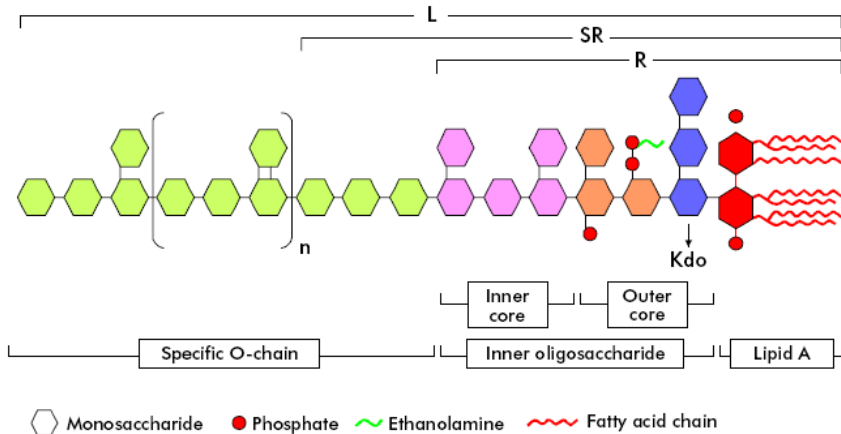 L
SR
R
n
Kdo
Inner
core
Outer
core
Specific O-chain
Inner oligosaccharide
Lipid A
Monosaccharide
Phosphate
Ethanolamine
Fatty acid chain